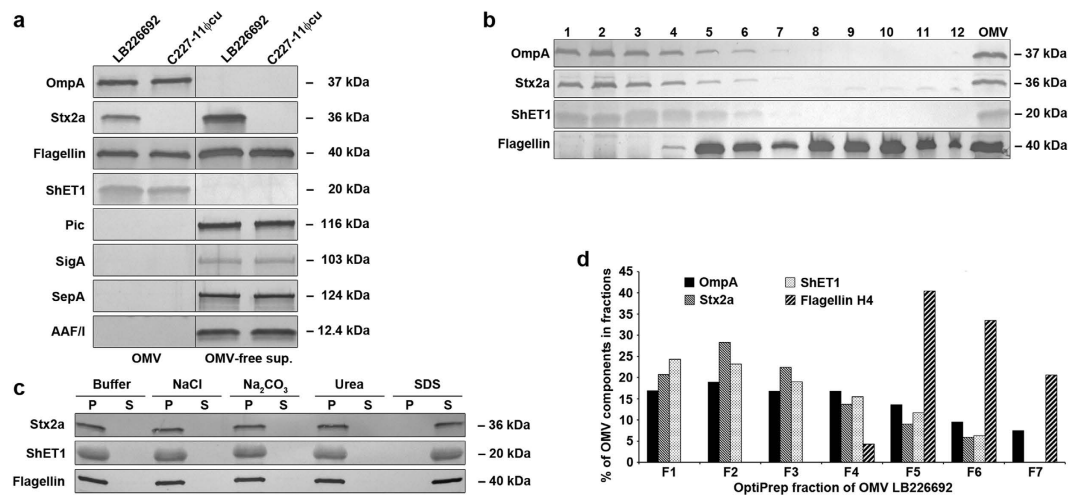 a
LB226692
C227-11ϕcu
LB226692
C227-11ϕcu
OmpA – 37 kDa
Stx2a – 36 kDa
Flagellin – 40 kDa
ShET1 – 20 kDa
Pic – 116 kDa
SigA – 103 kDa
SepA – 124 kDa
AAF/I – 12.4 kDa
OMV OMV-free sup.
b
1 2 3 4 5 6 7 8 9 10 11 12 OMV
OmpA – 37 kDa
Stx2a – 36 kDa
ShET1 – 20 kDa
Flagellin – 40 kDa
c
Buffer NaCl Na₂CO₃ Urea SDS
P S P S P S P S P S
Stx2a – 36 kDa
ShET1 – 20 kDa
Flagellin – 40 kDa
d
% of OMV components in fractions
45
40
35
30
25
20
15
10
5
0
OmpA ShET1
Stx2a Flagellin H4
F1 F2 F3 F4 F5 F6 F7
OptiPrep fraction of OMV LB226692